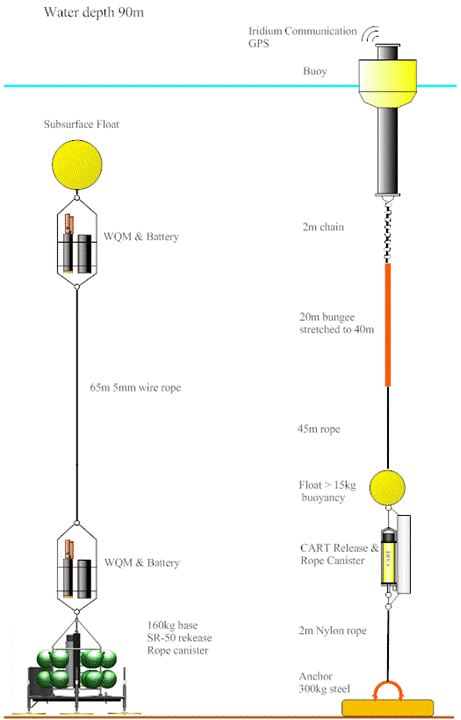 Water depth 90m
Iridium Communication
GPS
Buoy
Subsurface Float
WQM & Battery
2m chain
20m bungee
stretched to 40m
65m 5mm wire rope
45m rope
Float > 15kg
buoyancy
CART Release &
Rope Canister
CART
WQM & Battery
160kg base
SR-50 rekease
Rope canister
2m Nylon rope
Anchor
300kg steel